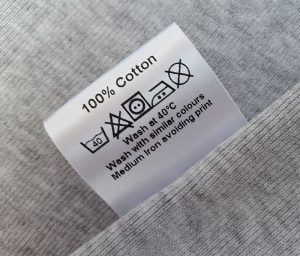 100% Cotton
40
Wash at 40°C
Wash with similar colours
Medium Iron avoiding print